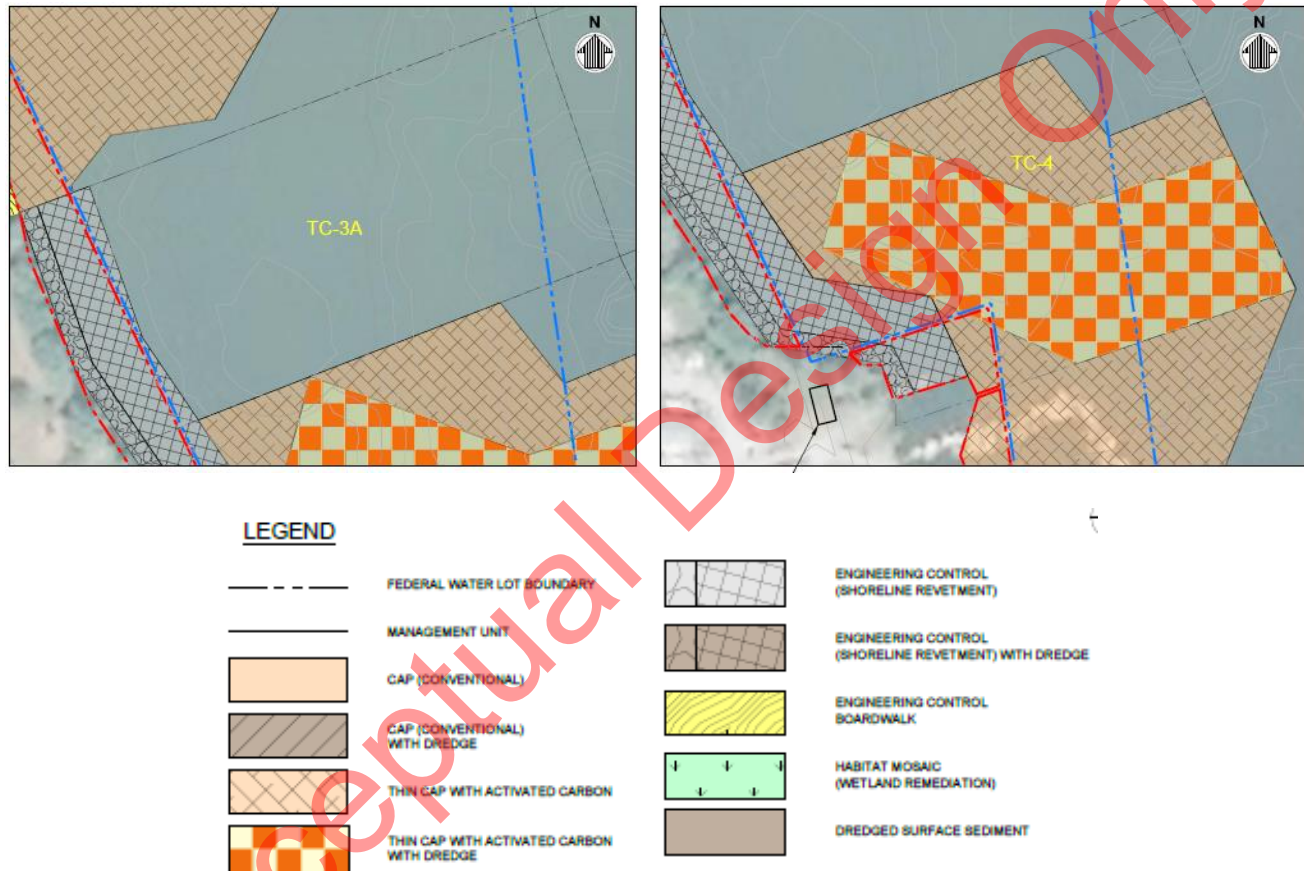 N
TC-3A
N
TC-4
ceptual Design Only
LEGEND
FEDERAL WATER LOT BOUNDARY
MANAGEMENT UNIT
CAP (CONVENTIONAL)
CAP (CONVENTIONAL)
WITH DREDGE
THIN CAP WITH ACTIVATED CARBON
THIN CAP WITH ACTIVATED CARBON
WITH DREDGE
ENGINEERING CONTROL
(SHORELINE REVETMENT)
ENGINEERING CONTROL
(SHORELINE REVETMENT) WITH DREDGE
ENGINEERING CONTROL
BOARDWALK
HABITAT MOSAIC
(WETLAND REMEDIATION)
DREDGED SURFACE SEDIMENT